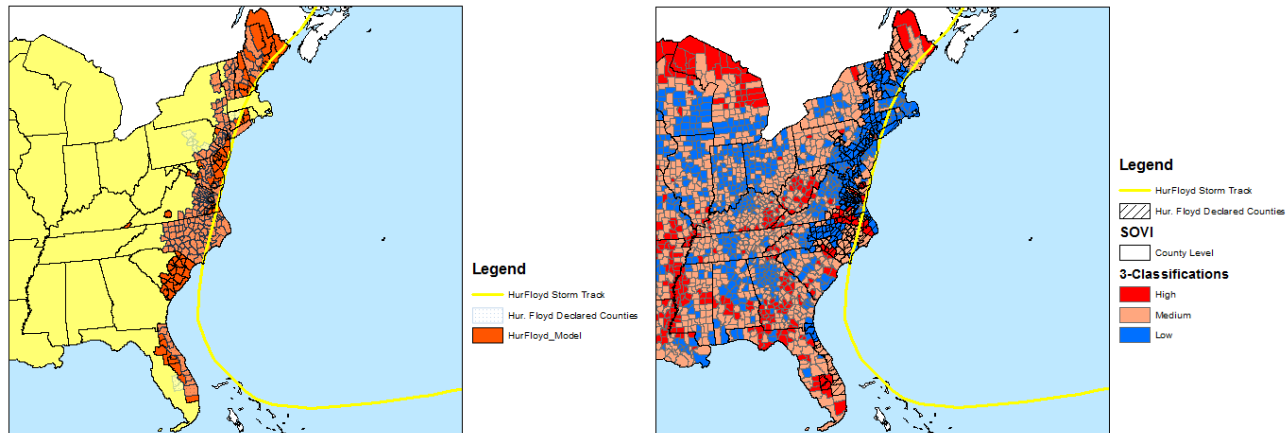 Legend
HurFloyd Storm Track
Hur. Floyd Declared Counties
HurFloyd_Model
Legend
HurFloyd Storm Track
Hur. Floyd Declared Counties
SOVI
County Level
3-Classifications
High
Medium
Low